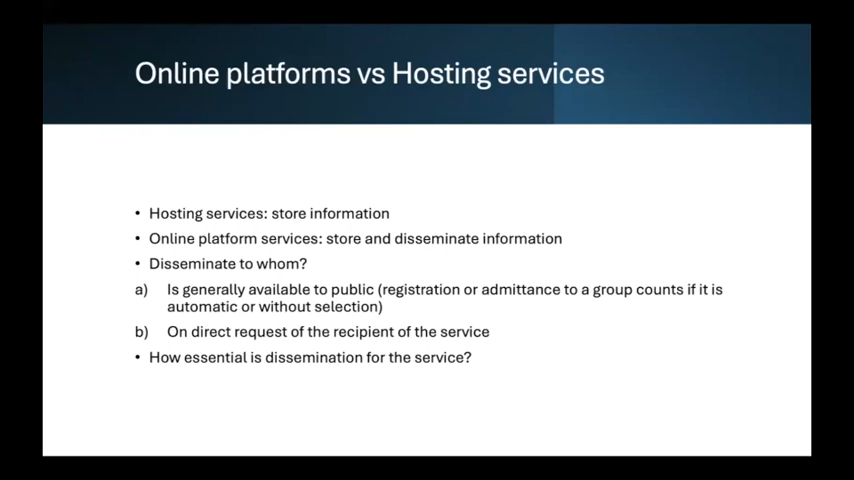 Online platforms vs Hosting services
• Hosting services: store information
• Online platform services: store and disseminate information
• Disseminate to whom?
a) Is generally available to public (registration or admittance to a group counts if it is
automatic or without selection)
b) On direct request of the recipient of the service
• How essential is dissemination for the service?